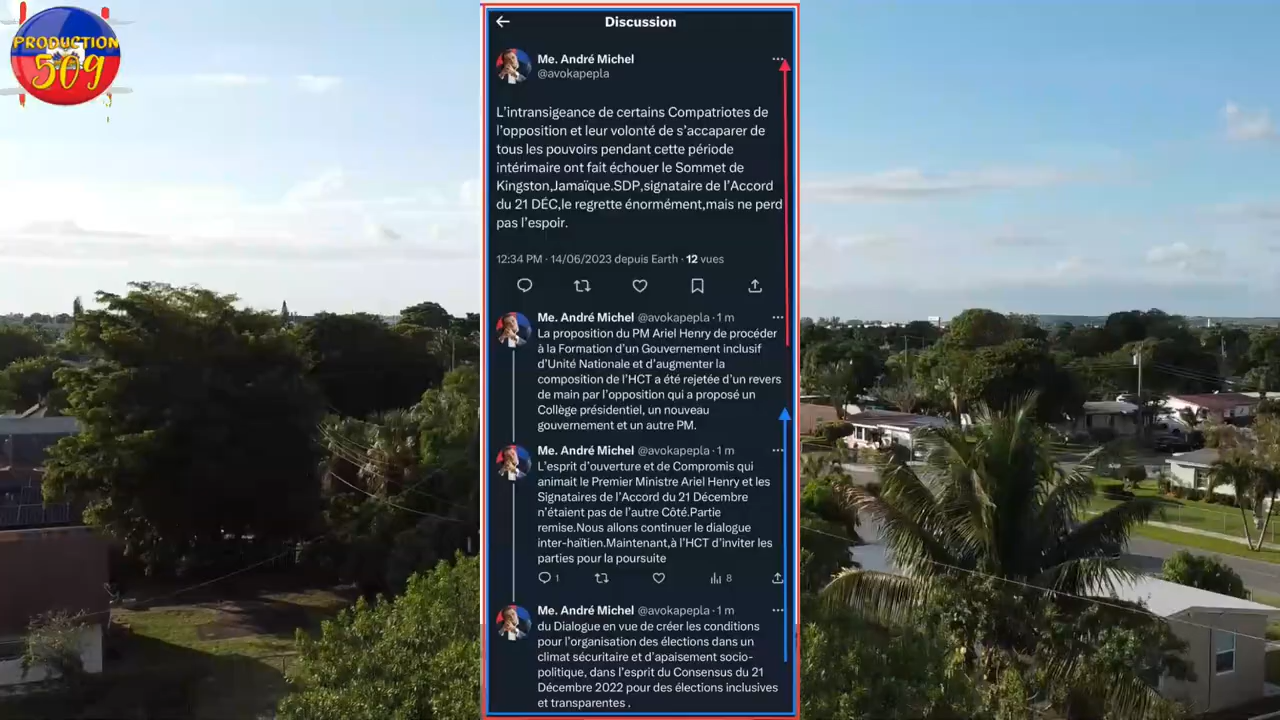 PRODUCTION
509
Discussion
Me. André Michel
@avokapepla
L'intransigeance de certains Compatriotes de
l'opposition et leur volonté de s'accaparer de
tous les pouvoirs pendant cette période
intérimaire ont fait échouer le Sommet de
Kingston,Jamaïque.SDP,signataire de l'Accord
du 21 DÉC,le regrette énormément,mais ne perd
pas l'espoir.
12:34 PM · 14/06/2023 depuis Earth · 12 vues
Me. André Michel @avokapepla · 1 m
La proposition du PM Ariel Henry de procéder
à la Formation d'un Gouvernement inclusif
d'Unité Nationale et d'augmenter la
composition de l'HCT a été rejetée d'un revers
de main par l'opposition qui a proposé un
Collège présidentiel, un nouveau
gouvernement et un autre PM.
Me. André Michel @avokapepla · 1 m
L'esprit d'ouverture et de Compromis qui
animait le Premier Ministre Ariel Henry et les
Signataires de l'Accord du 21 Décembre
n'étaient pas de l'autre Côté.Partie
remise.Nous allons continuer le dialogue
inter-haïtien.Maintenant,à l'HCT d'inviter les
parties pour la poursuite
1 8
Me. André Michel @avokapepla · 1 m
du Dialogue en vue de créer les conditions
pour l'organisation des élections dans un
climat sécuritaire et d'apaisement socio-
politique, dans l'esprit du Consensus du 21
Décembre 2022 pour des élections inclusives
et transparentes .